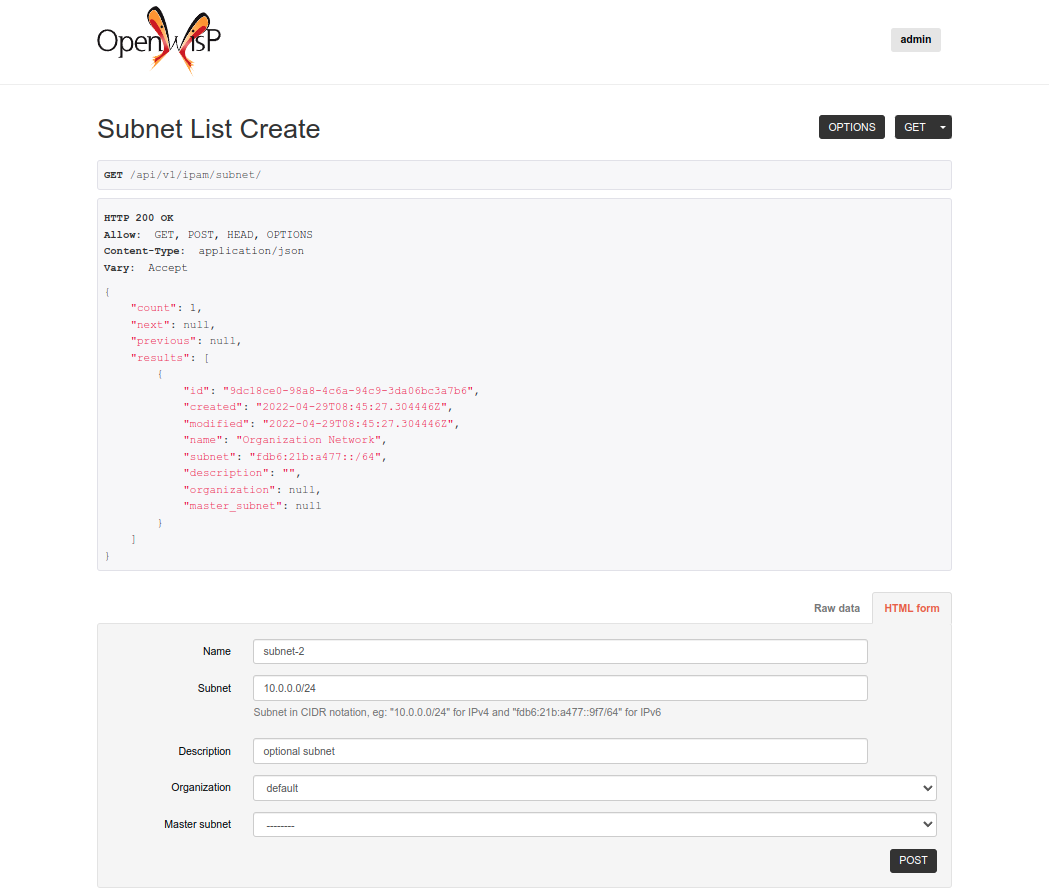 OpenWisP
admin
Subnet List Create
OPTIONS
GET
GET /api/v1/ipam/subnet/
HTTP 200 OK
Allow: GET, POST, HEAD, OPTIONS
Content-Type: application/json
Vary: Accept
{
    "count": 1,
    "next": null,
    "previous": null,
    "results": [
        {
            "id": "9dc18ce0-98a8-4c6a-94c9-3da06bc3a7b6",
            "created": "2022-04-29T08:45:27.304446Z",
            "modified": "2022-04-29T08:45:27.304446Z",
            "name": "Organization Network",
            "subnet": "fdb6:21b:a477::/64",
            "description": "",
            "organization": null,
            "master_subnet": null
        }
    ]
}
Raw data
HTML form
Name
subnet-2
Subnet
10.0.0.0/24
Subnet in CIDR notation, eg: "10.0.0.0/24" for IPv4 and "fdb6:21b:a477::9f7/64" for IPv6
Description
optional subnet
Organization
default
Master subnet
--------
POST